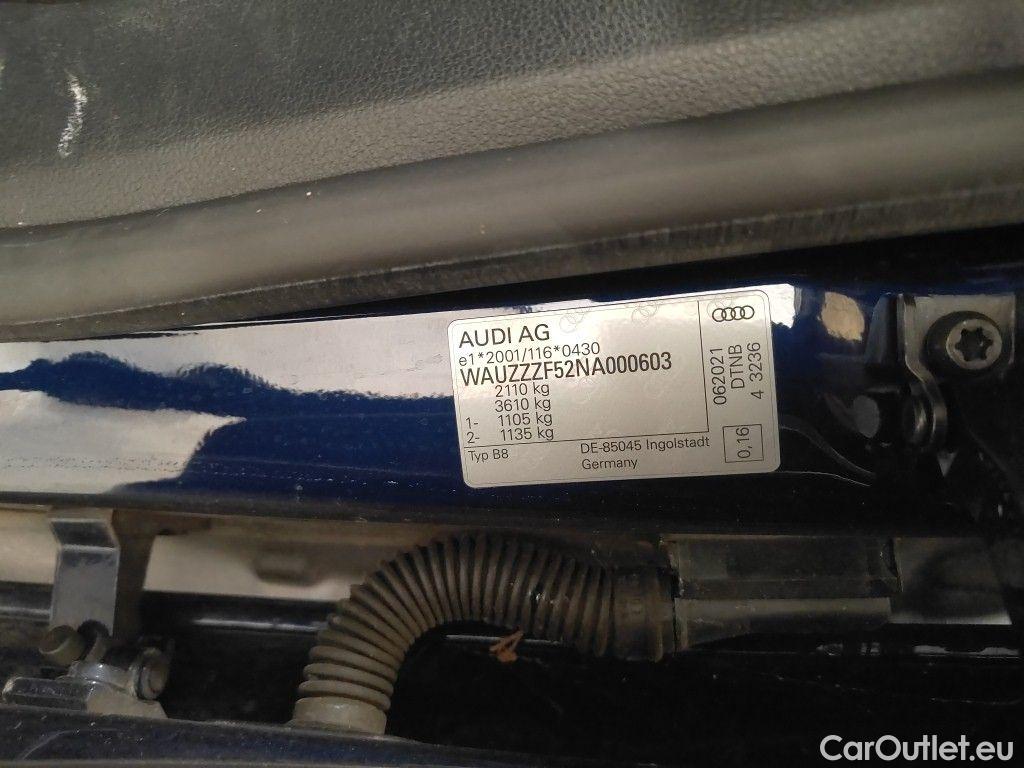 AUDI AG
e1*2001/116*0430
WAUZZZF52NA000603
2110 kg
3610 kg
1- 1105 kg
2- 1135 kg
Typ B8
DE-85045 Ingolstadt
Germany
062021
DTNB
4 3236
0,16
CarOutlet.eu